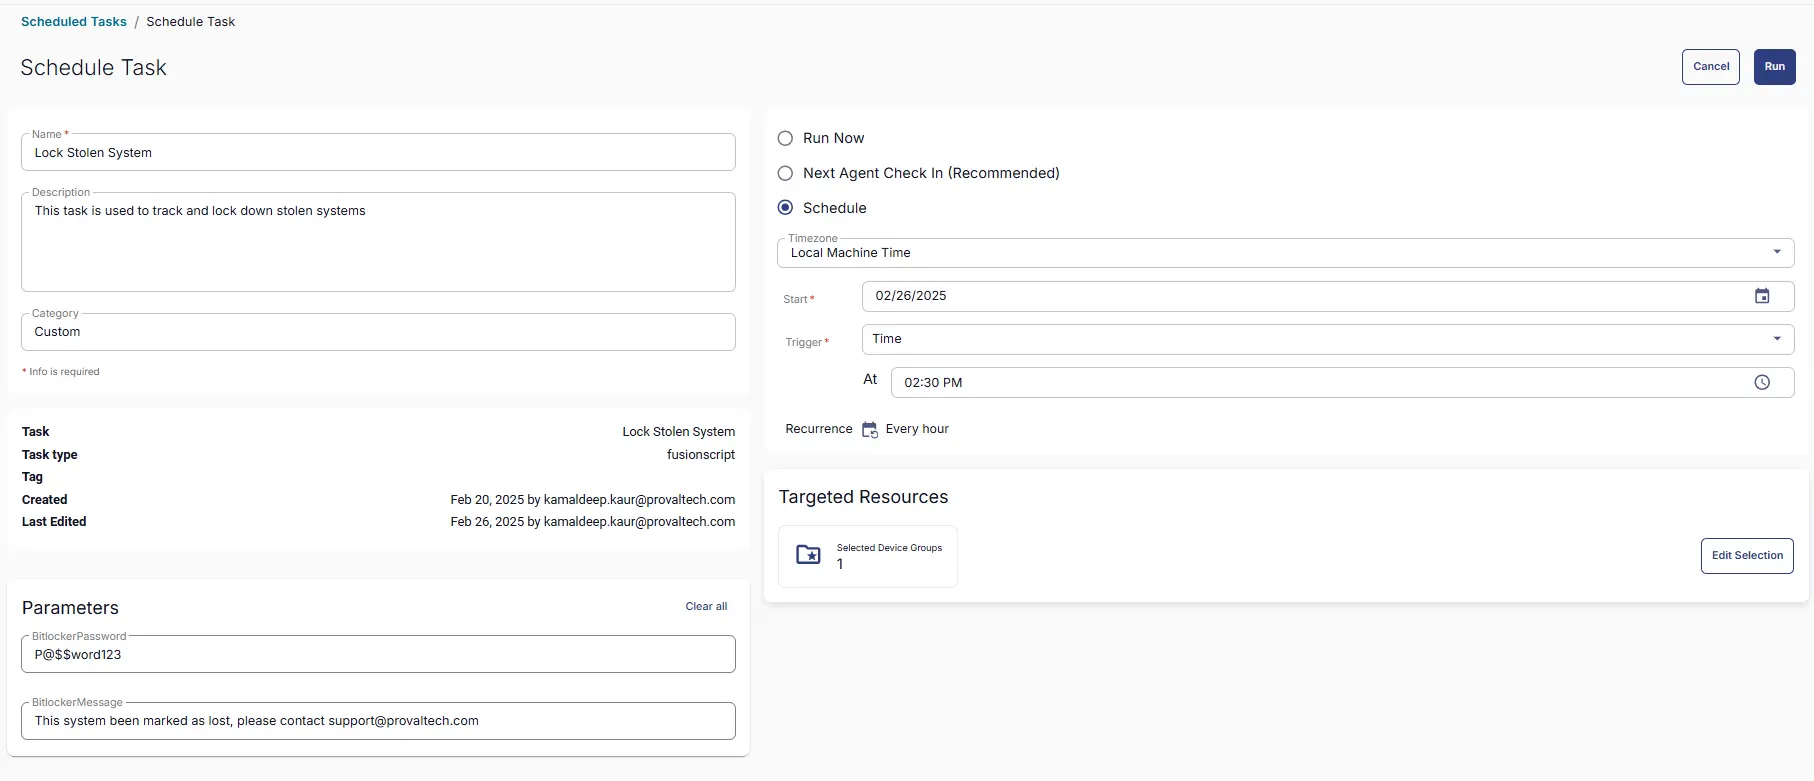 Scheduled Tasks / Schedule Task
Schedule Task
Cancel
Run
Name *
Lock Stolen System
Description
This task is used to track and lock down stolen systems
Category
Custom
* Info is required
Task Lock Stolen System
Task type fusionscript
Tag
Created Feb 20, 2025 by kamaldeep.kaur@provaltech.com
Last Edited Feb 26, 2025 by kamaldeep.kaur@provaltech.com
Parameters Clear all
BitlockerPassword
P@$$word123
BitlockerMessage
This system been marked as lost, please contact support@provaltech.com
Run Now
Next Agent Check In (Recommended)
Schedule
Timezone
Local Machine Time
Start * 02/26/2025
Trigger * Time
At 02:30 PM
Recurrence Every hour
Targeted Resources
Selected Device Groups
1
Edit Selection